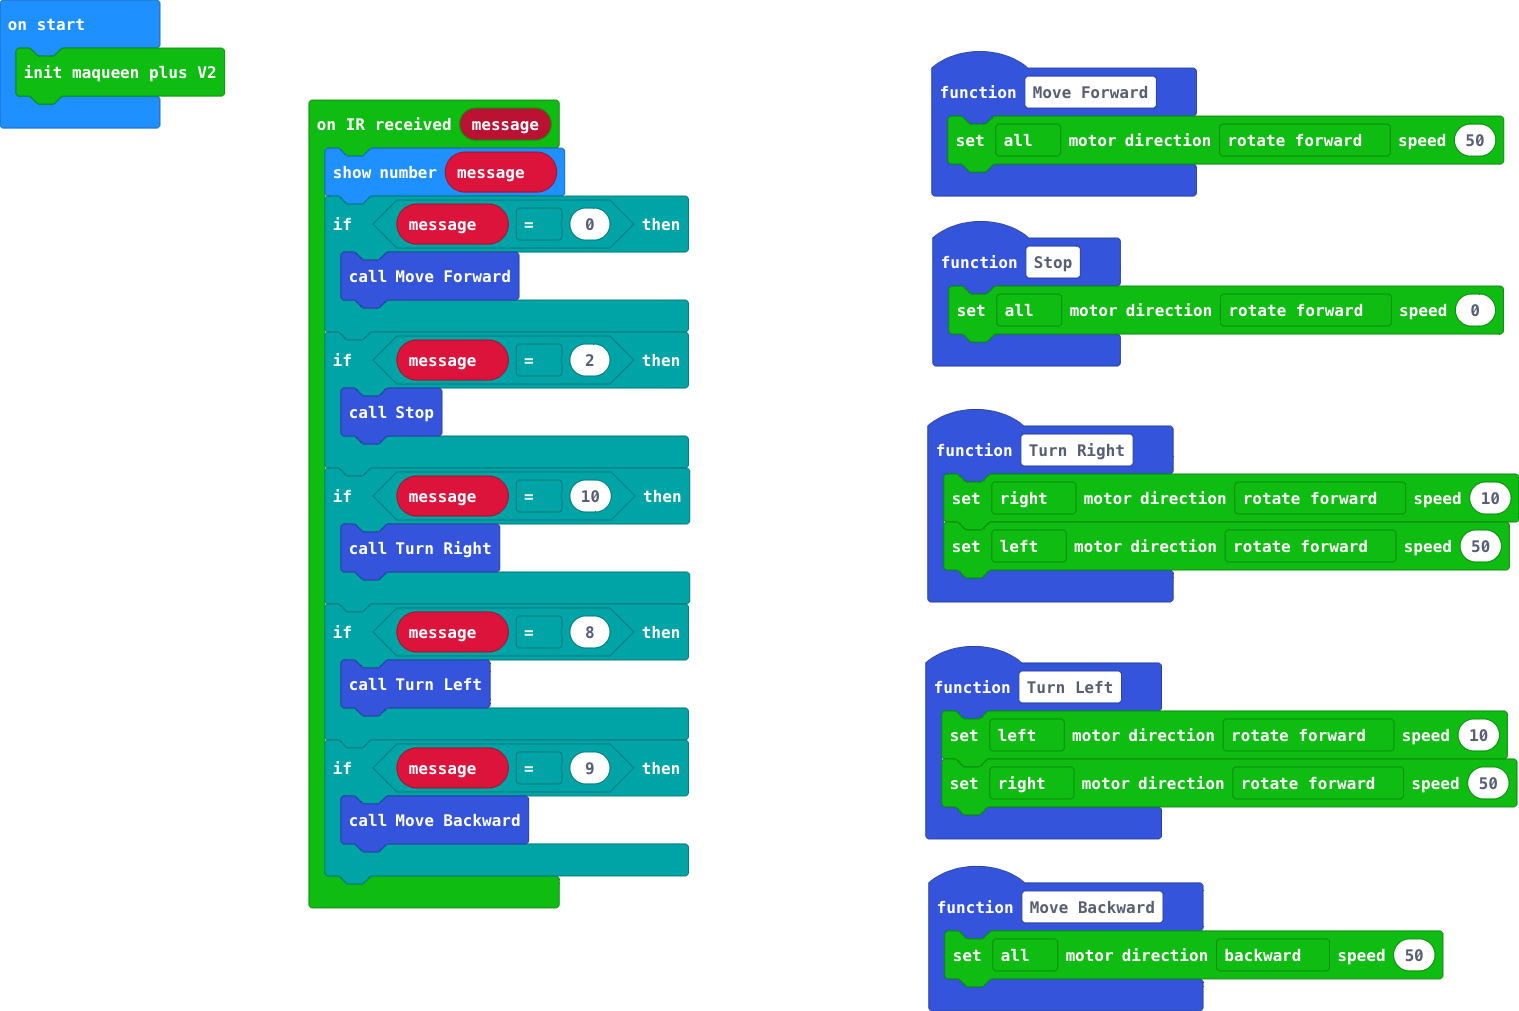 on start
init maqueen plus V2
on IR received message
show number message
if message = 0 then
call Move Forward
if message = 2 then
call Stop
if message = 10 then
call Turn Right
if message = 8 then
call Turn Left
if message = 9 then
call Move Backward
function Move Forward
set all motor direction rotate forward speed 50
function Stop
set all motor direction rotate forward speed 0
function Turn Right
set right motor direction rotate forward speed 10
set left motor direction rotate forward speed 50
function Turn Left
set left motor direction rotate forward speed 10
set right motor direction rotate forward speed 50
function Move Backward
set all motor direction backward speed 50